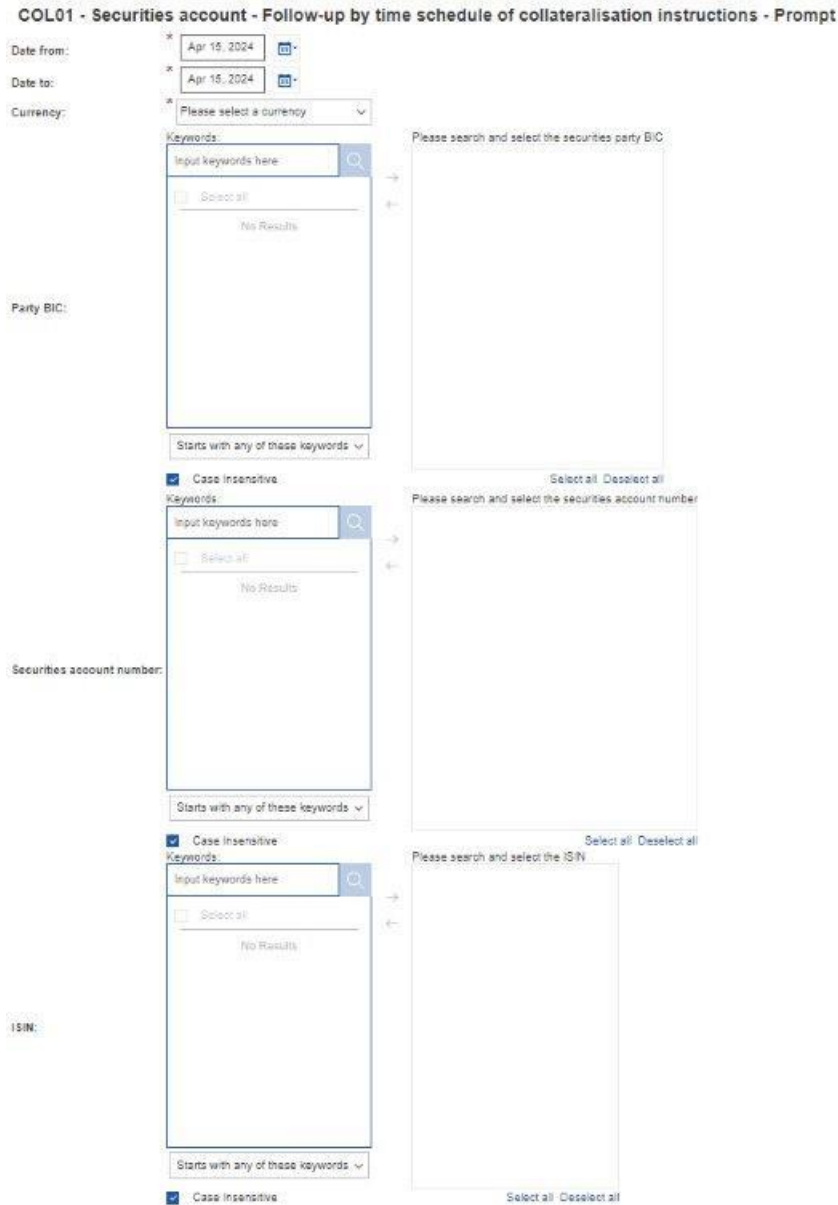 COL01 - Securities account - Follow-up by time schedule of collateralisation instructions - Prompt
Date from: * Apr 15, 2024
Date to: * Apr 15, 2024
Currency: * Please select a currency
Keywords: Please search and select the securities party BIC
Input keywords here
Select all
No Results
Party BIC:
Starts with any of these keywords
Case Insensitive Select all Deselect all
Keywords: Please search and select the securities account number
Input keywords here
Select all
No Results
Securities account number:
Starts with any of these keywords
Case Insensitive Select all Deselect all
Keywords: Please search and select the ISIN
Input keywords here
Select all
No Results
ISIN:
Starts with any of these keywords
Case Insensitive Select all Deselect all